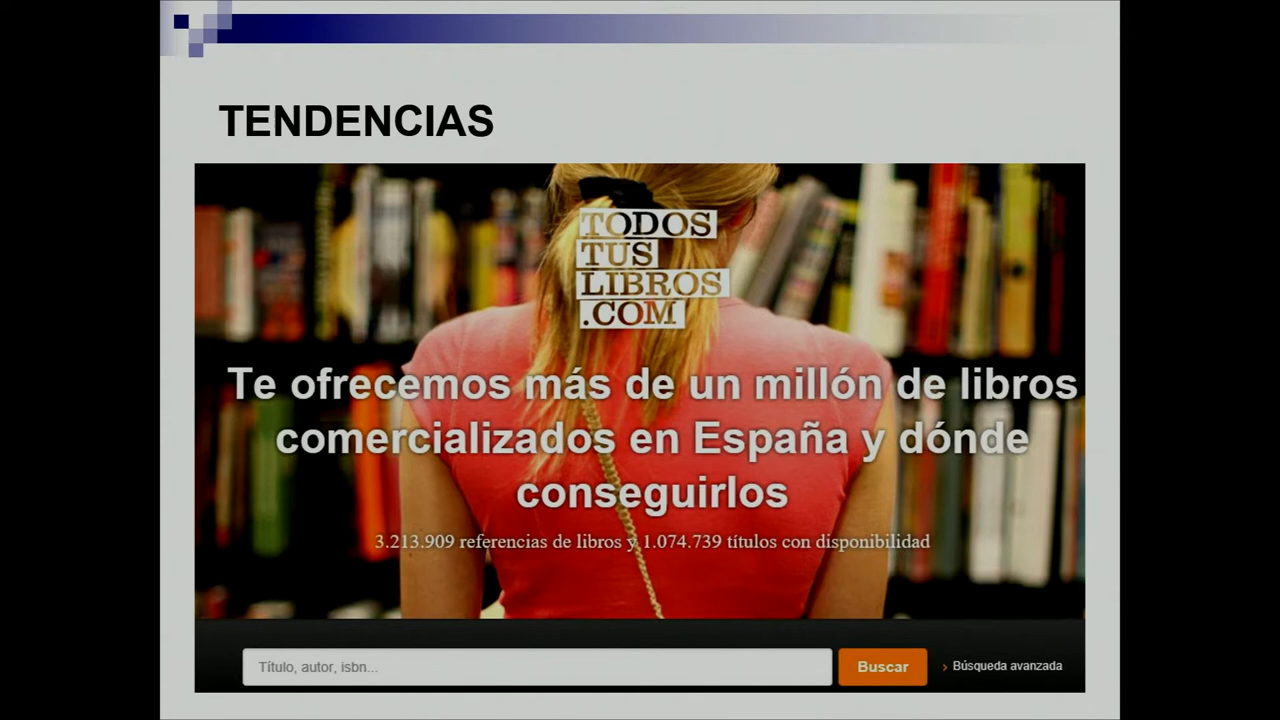 TENDENCIAS
TODOS
TUS
LIBROS
.COM
Te ofrecemos más de un millón de libros
comercializados en España y dónde
conseguirlos
3.213.909 referencias de libros y 1.074.739 títulos con disponibilidad
Título, autor, isbn...
Buscar
› Búsqueda avanzada